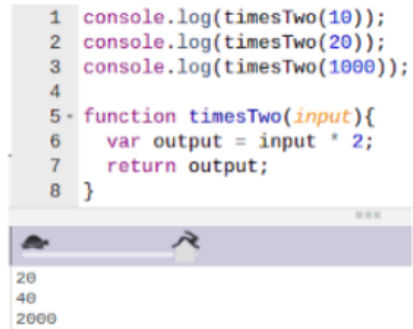 1 console.log(timesTwo(10));
2 console.log(timesTwo(20));
3 console.log(timesTwo(1000));
4
5 function timesTwo(input){
6 var output = input * 2;
7 return output;
8 }
20
40
2000